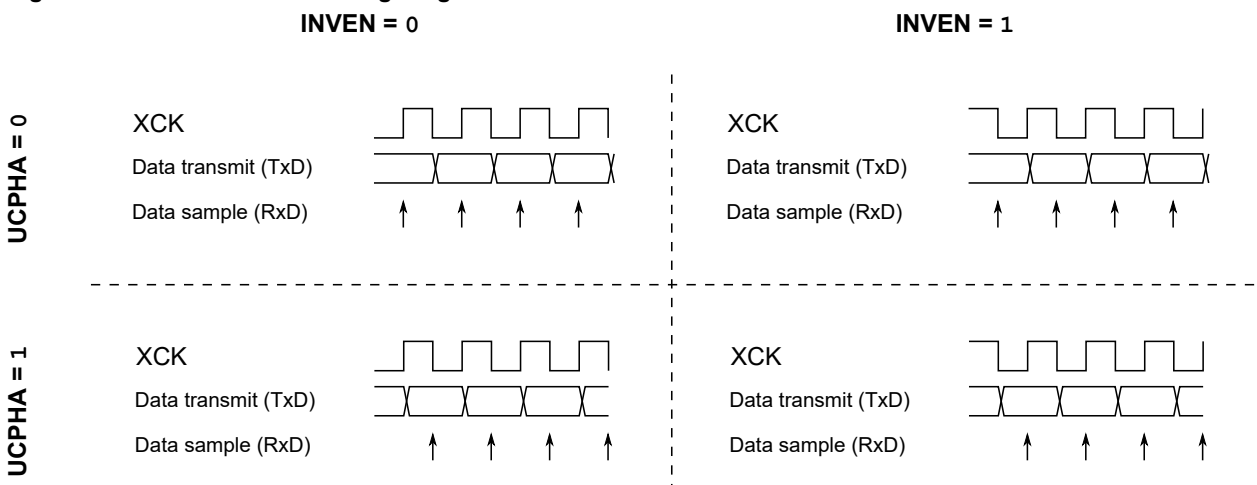 INVEN = 0
INVEN = 1
UCPHA = 0
XCK
Data transmit (TxD)
Data sample (RxD)
XCK
Data transmit (TxD)
Data sample (RxD)
UCPHA = 1
XCK
Data transmit (TxD)
Data sample (RxD)
XCK
Data transmit (TxD)
Data sample (RxD)